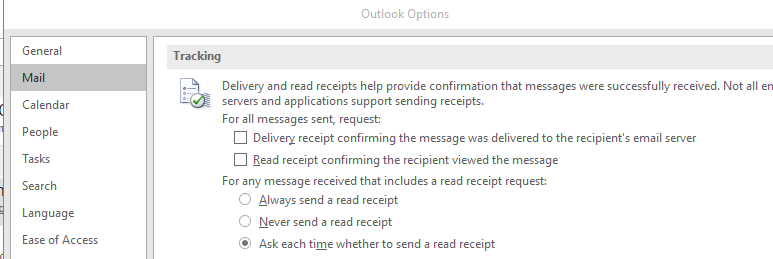 Outlook Options
General
Mail
Calendar
People
Tasks
Search
Language
Ease of Access
Tracking
Delivery and read receipts help provide confirmation that messages were successfully received. Not all
servers and applications support sending receipts.
For all messages sent, request:
Delivery receipt confirming the message was delivered to the recipient's email server
Read receipt confirming the recipient viewed the message
For any message received that includes a read receipt request:
Always send a read receipt
Never send a read receipt
Ask each time whether to send a read receipt